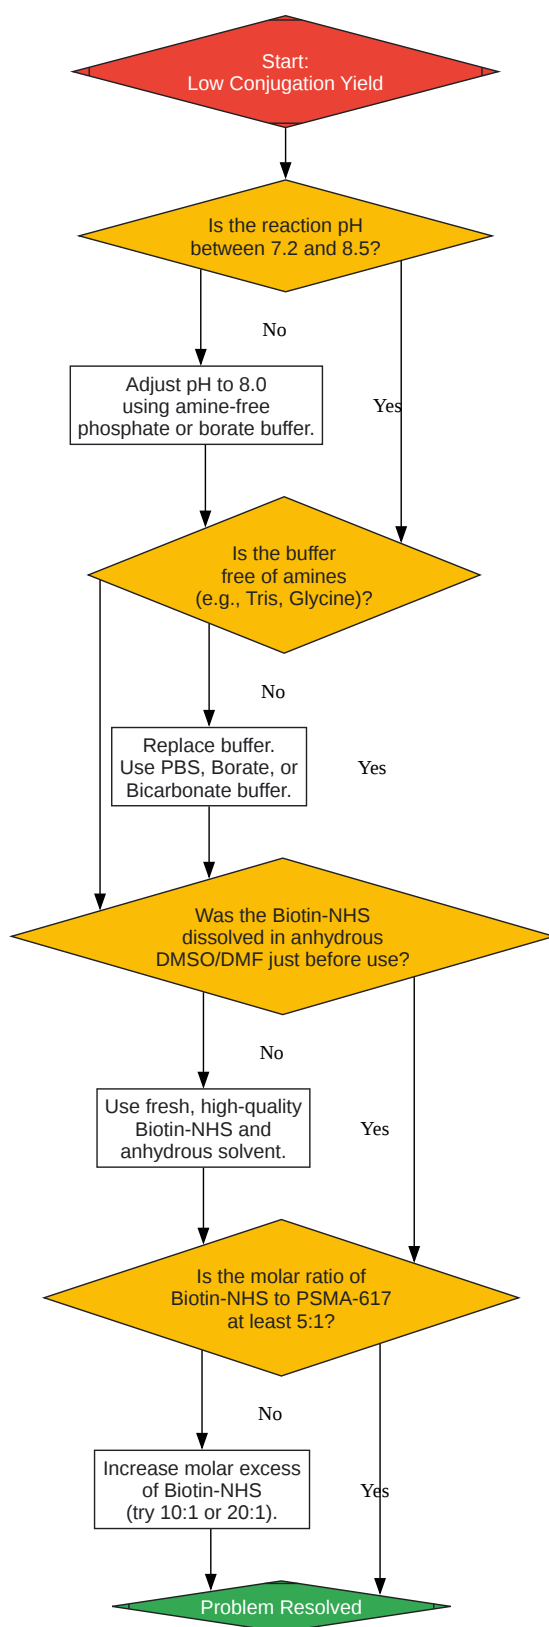 Start:
Low Conjugation Yield
Is the reaction pH
between 7.2 and 8.5?
No
Adjust pH to 8.0
using amine-free
phosphate or borate buffer.
Yes
Is the buffer
free of amines
(e.g., Tris, Glycine)?
No
Replace buffer.
Use PBS, Borate, or
Bicarbonate buffer.
Yes
Was the Biotin-NHS
dissolved in anhydrous
DMSO/DMF just before use?
No
Use fresh, high-quality
Biotin-NHS and
anhydrous solvent.
Yes
Is the molar ratio of
Biotin-NHS to PSMA-617
at least 5:1?
No
Increase molar excess
of Biotin-NHS
(try 10:1 or 20:1).
Yes
Problem Resolved